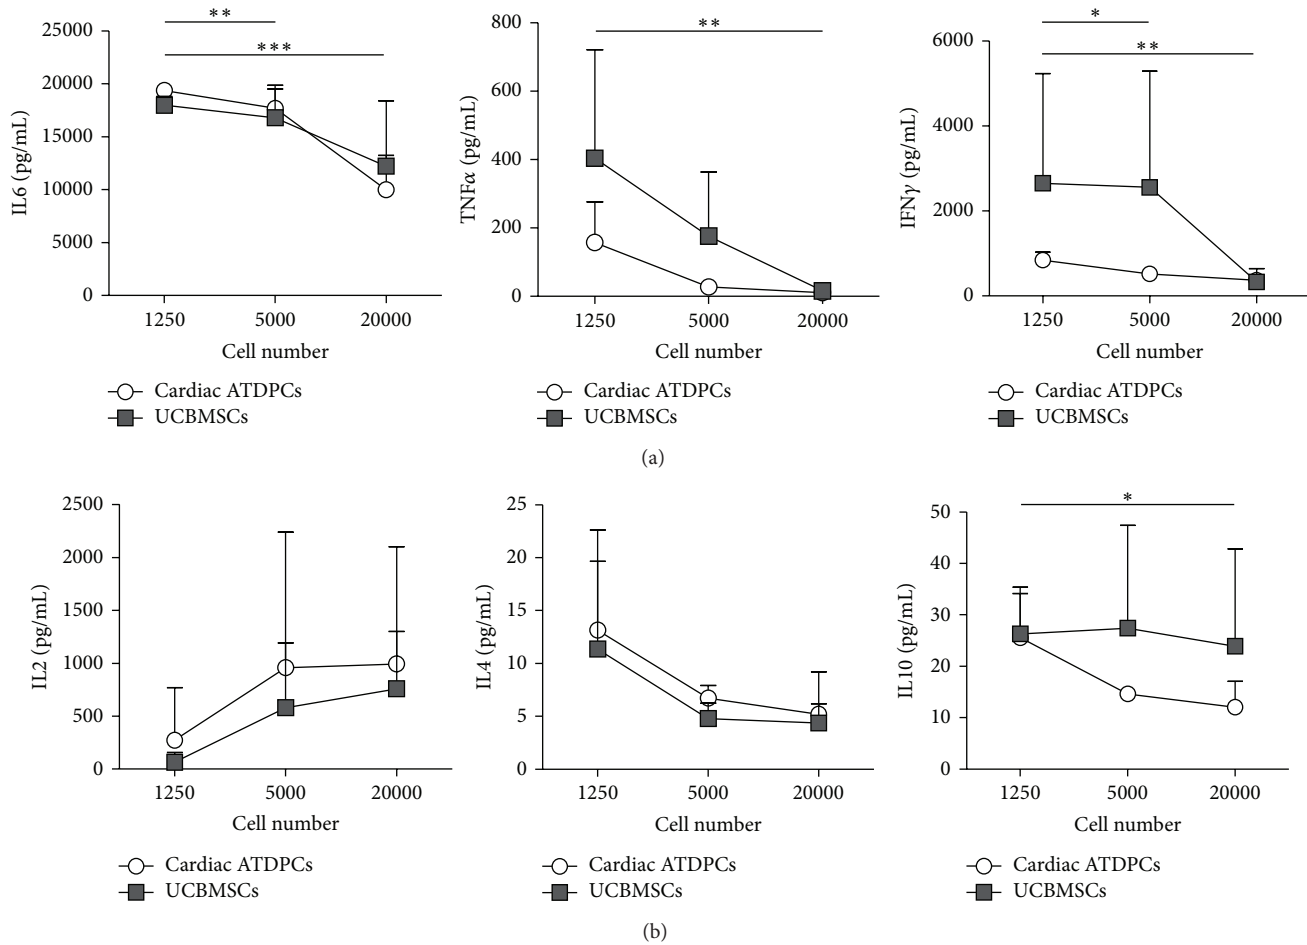 **
***
IL6 (pg/mL)
25000
20000
15000
10000
5000
0
1250 5000 20000
Cell number
Cardiac ATDPCs
UCBMSCs
**
TNFα (pg/mL)
800
600
400
200
0
1250 5000 20000
Cell number
Cardiac ATDPCs
UCBMSCs
*
**
IFNγ (pg/mL)
6000
4000
2000
0
1250 5000 20000
Cell number
Cardiac ATDPCs
UCBMSCs
(a)
IL2 (pg/mL)
2500
2000
1500
1000
500
0
1250 5000 20000
Cell number
Cardiac ATDPCs
UCBMSCs
IL4 (pg/mL)
25
20
15
10
5
0
1250 5000 20000
Cell number
Cardiac ATDPCs
UCBMSCs
*
IL10 (pg/mL)
50
40
30
20
10
0
1250 5000 20000
Cell number
Cardiac ATDPCs
UCBMSCs
(b)